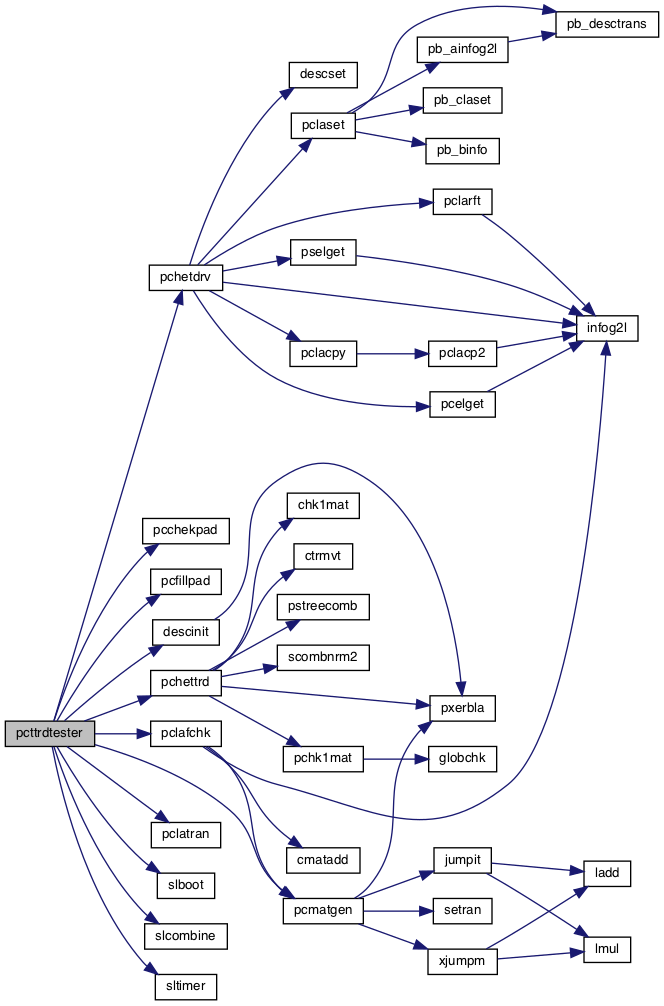 pb_desctrans
pb_ainfog2l
descset
pb_claset
pclaset
pb_binfo
pclarft
pselget
pchetdrv
infog2l
pclacpy
pclacp2
pcelget
chk1mat
pcchekpad
ctrmvt
pcfillpad
pstreecomb
descinit
scombnrm2
pchettrd
pxerbla
pcttrdtester
pclafchk
pchk1mat
globchk
pclatran
cmatadd
jumpit
ladd
slboot
pcmatgen
setran
slcombine
lmul
xjumpm
sltimer